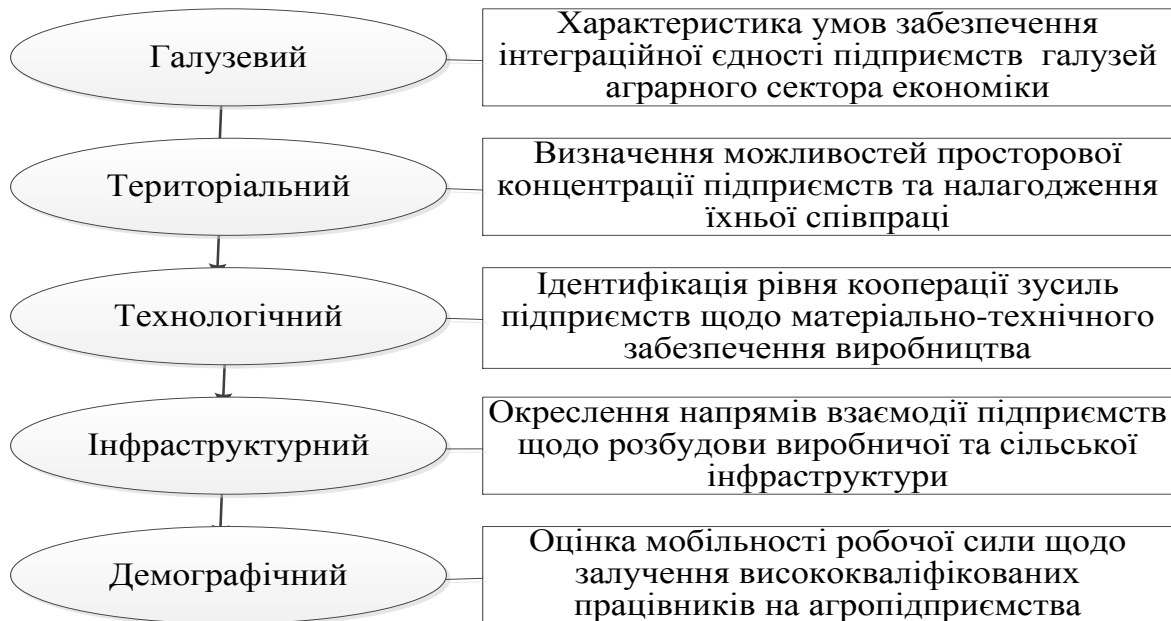 Галузевий
Характеристика умов забезпечення
інтеграційної єдності підприємств галузей
аграрного сектора економіки
Територіальний
Визначення можливостей просторової
концентрації підприємств та налагодження
їхньої співпраці
Технологічний
Ідентифікація рівня кооперації зусиль
підприємств щодо матеріально-технічного
забезпечення виробництва
Інфраструктурний
Окреслення напрямів взаємодії підприємств
щодо розбудови виробничої та сільської
інфраструктури
Демографічний
Оцінка мобільності робочої сили щодо
залучення висококваліфікованих
працівників на агропідприємства